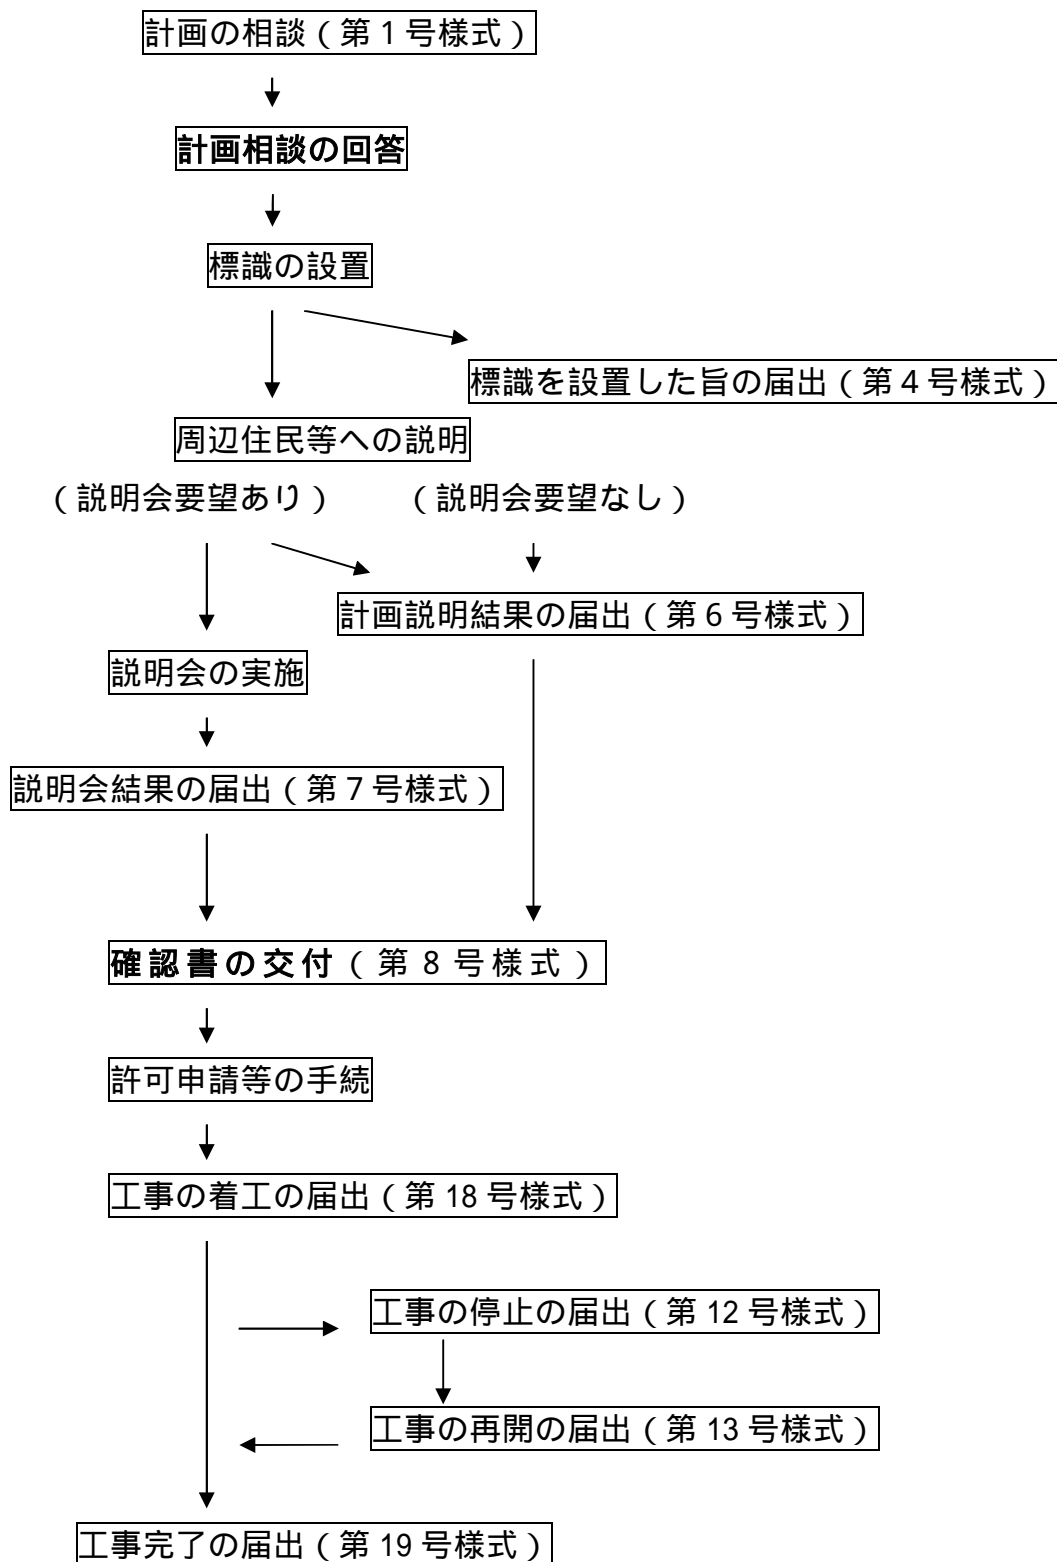 計画の相談（第１号様式）
計画相談の回答
標識の設置
標識を設置した旨の届出（第４号様式）
周辺住民等への説明
（説明会要望あり） （説明会要望なし）
計画説明結果の届出（第６号様式）
説明会の実施
説明会結果の届出（第７号様式）
確認書の交付（第８号様式）
許可申請等の手続
工事の着工の届出（第 18 号様式）
工事の停止の届出（第 12 号様式）
工事の再開の届出（第 13 号様式）
工事完了の届出（第 19 号様式）